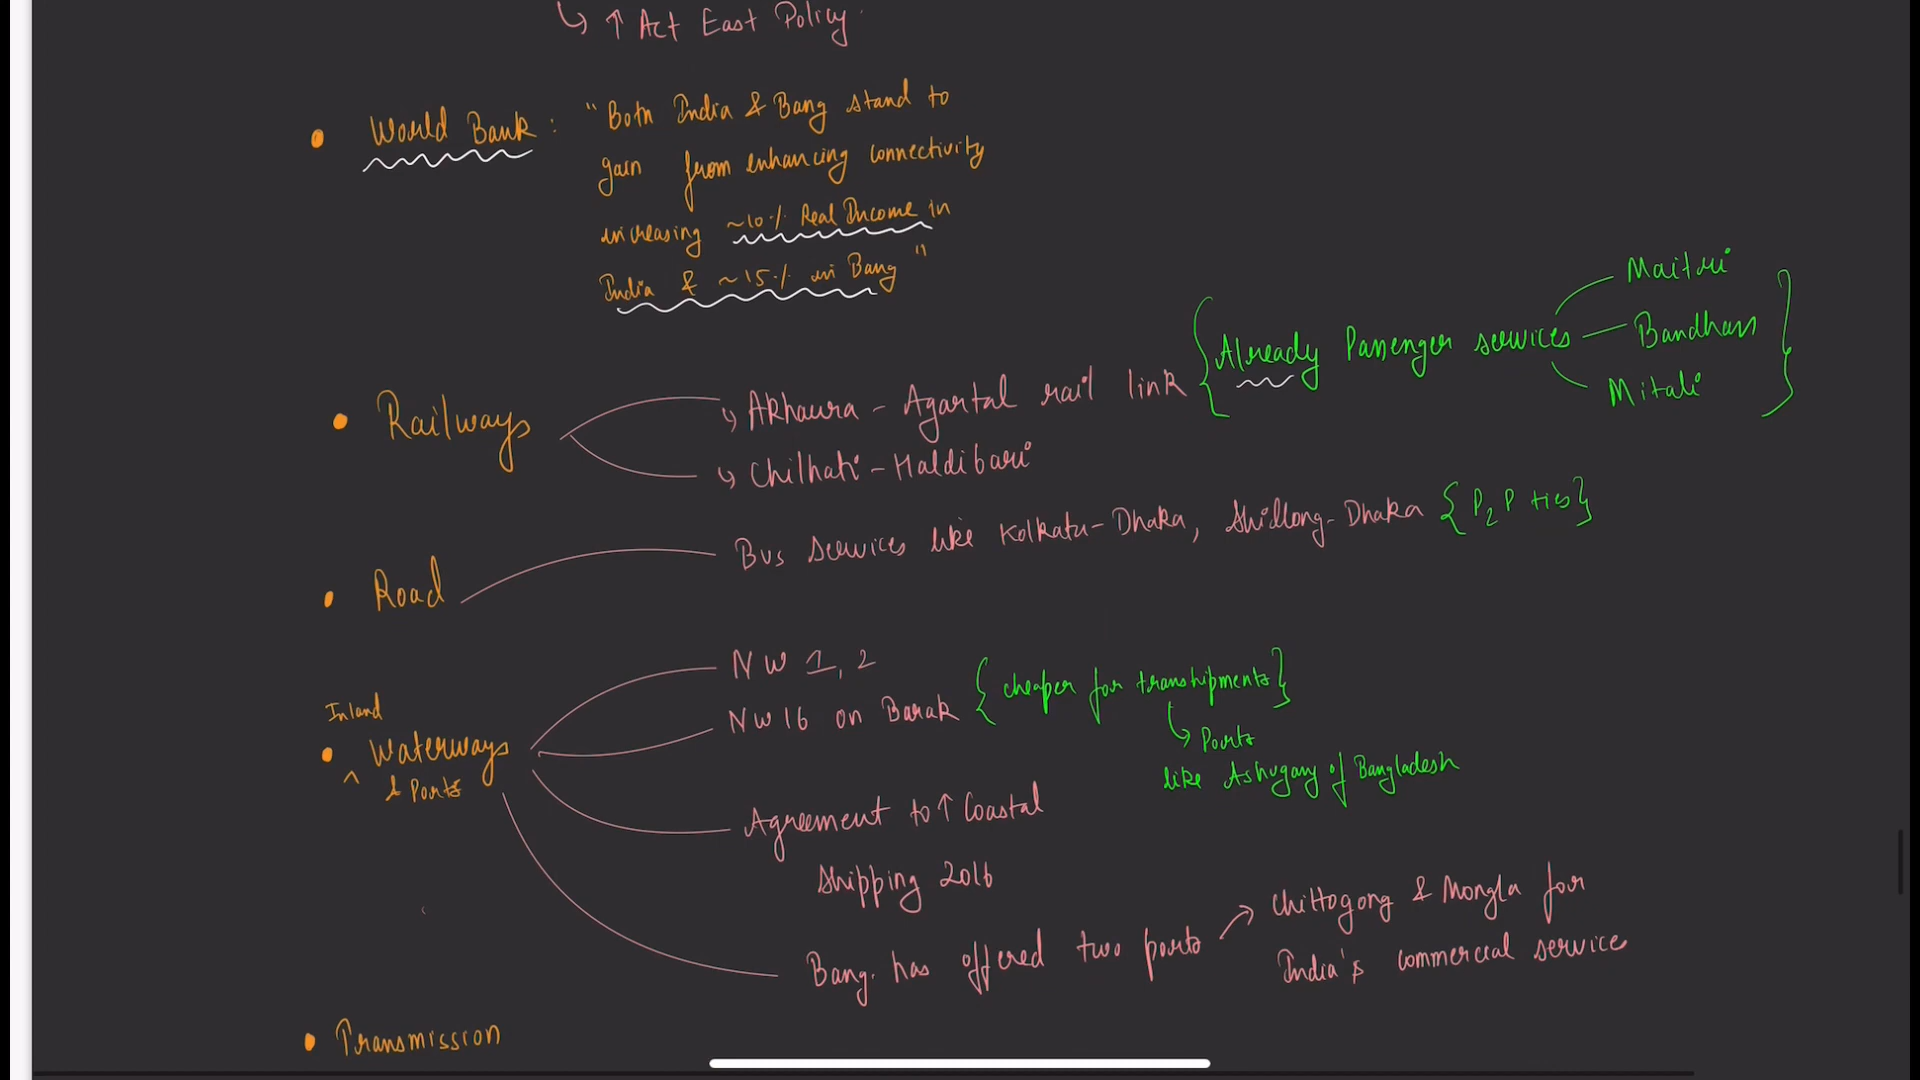 ↳ ↑ Act East Policy
• World Bank : "Both India & Bang stand to
gain from enhancing connectivity
increasing ~10% Real Income in
India & ~15% in Bang"
• Railways
↳ Akhaura - Agartal rail link {Already Passenger services
Maitri
Bandhan
Mitali}
↳ Chilhati - Haldibari
• Road
Bus services like Kolkata - Dhaka, Shillong - Dhaka {P2P ties}
Inland
• Waterways
^ & Ports
NW 1, 2
NW 16 on Barak {cheaper for transhipments}
↳ Ports
like Ashugang of Bangladesh
Agreement to ↑ Coastal
Shipping 2016
Bang. has offered two ports → Chittogong & Mongla for
India's commercial service
• Transmission